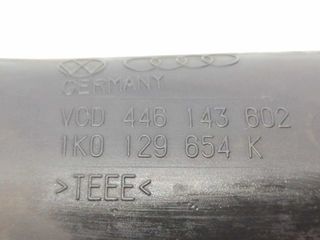 GERMANY
VCD 446 143 602
1K0 129 654 K
>TEEE<